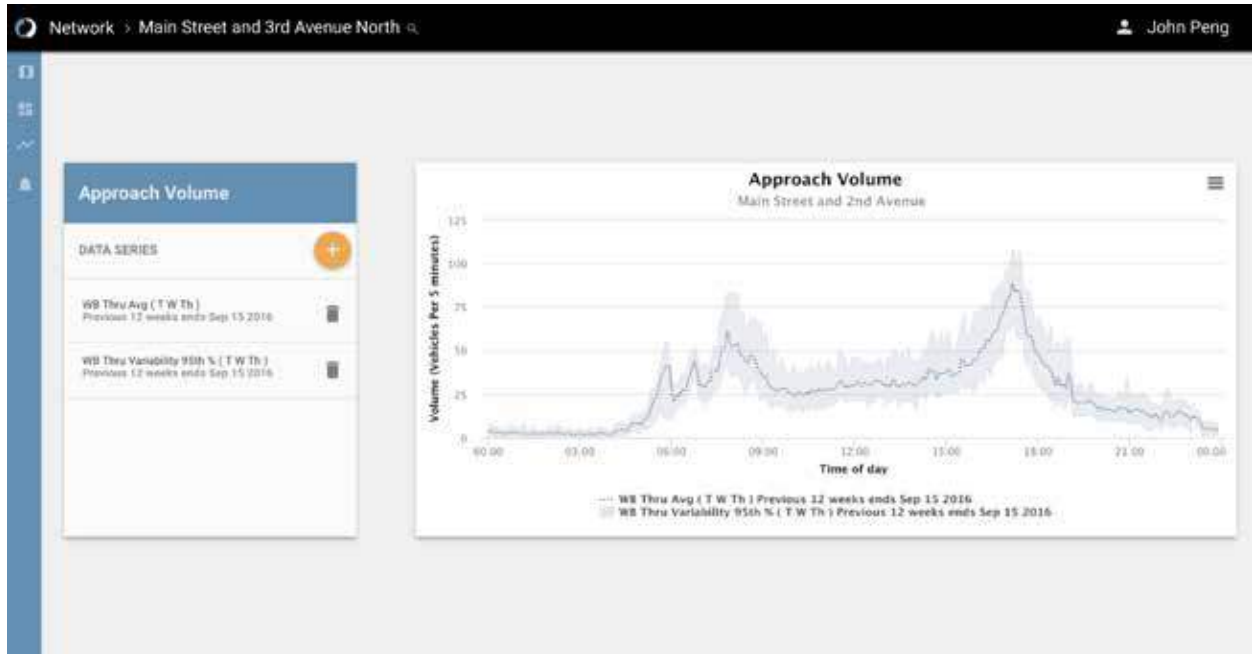 Network > Main Street and 3rd Avenue North
John Peng
Approach Volume
DATA SERIES
WB Thru Avg ( T W Th )
Previous 12 weeks ends Sep 15 2016
WB Thru Variability 95th % ( T W Th )
Previous 12 weeks ends Sep 15 2016
Approach Volume
Main Street and 2nd Avenue
Volume (Vehicles Per 5 minutes)
125
100
75
50
25
0
00:00 03:00 06:00 09:00 12:00 15:00 18:00 21:00 00:00
Time of day
WB Thru Avg ( T W Th ) Previous 12 weeks ends Sep 15 2016
WB Thru Variability 95th % ( T W Th ) Previous 12 weeks ends Sep 15 2016